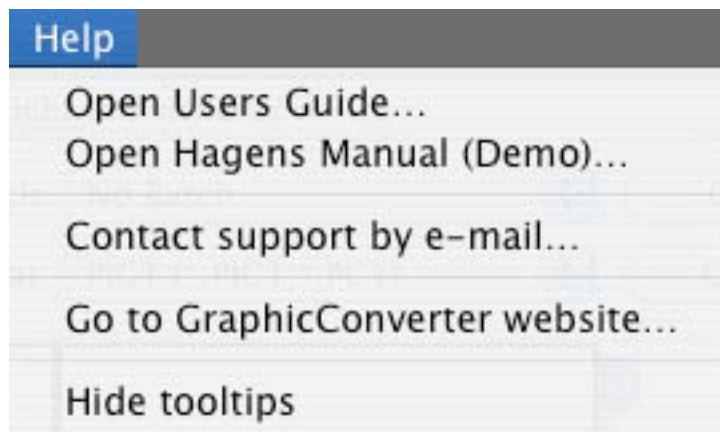 Help
Open Users Guide...
Open Hagens Manual (Demo)...
Contact support by e-mail...
Go to GraphicConverter website...
Hide tooltips